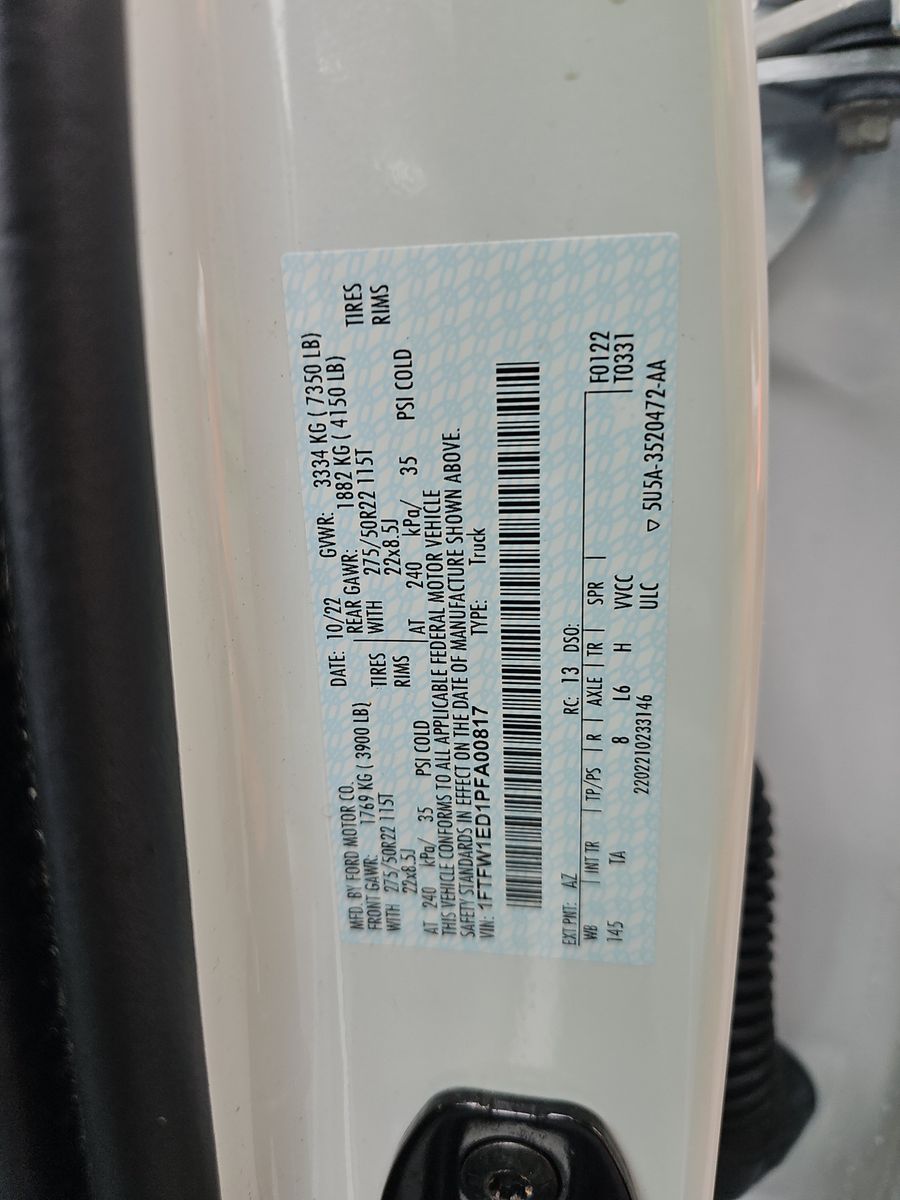 MFD. BY FORD MOTOR CO.
DATE: 10/22 GVWR: 3334 KG ( 7350 LB)
FRONT GAWR: 1769 KG ( 3900 LB) REAR GAWR: 1882 KG ( 4150 LB)
WITH 275/50R22 115T TIRES WITH 275/50R22 115T TIRES
22x8.5J RIMS 22x8.5J RIMS
AT 240 kPa/ 35 PSI COLD AT 240 kPa/ 35 PSI COLD
THIS VEHICLE CONFORMS TO ALL APPLICABLE FEDERAL MOTOR VEHICLE
SAFETY STANDARDS IN EFFECT ON THE DATE OF MANUFACTURE SHOWN ABOVE.
VIN: 1FTFW1ED1PFA00817 TYPE: Truck
EXT PNT: AZ RC: 13 DSO: F0122
WB INT TR TP/PS R AXLE TR SPR T0331
145 TA 8 L6 H VVCC
2202210233146 ULC ▽ 5U5A-3520472-AA